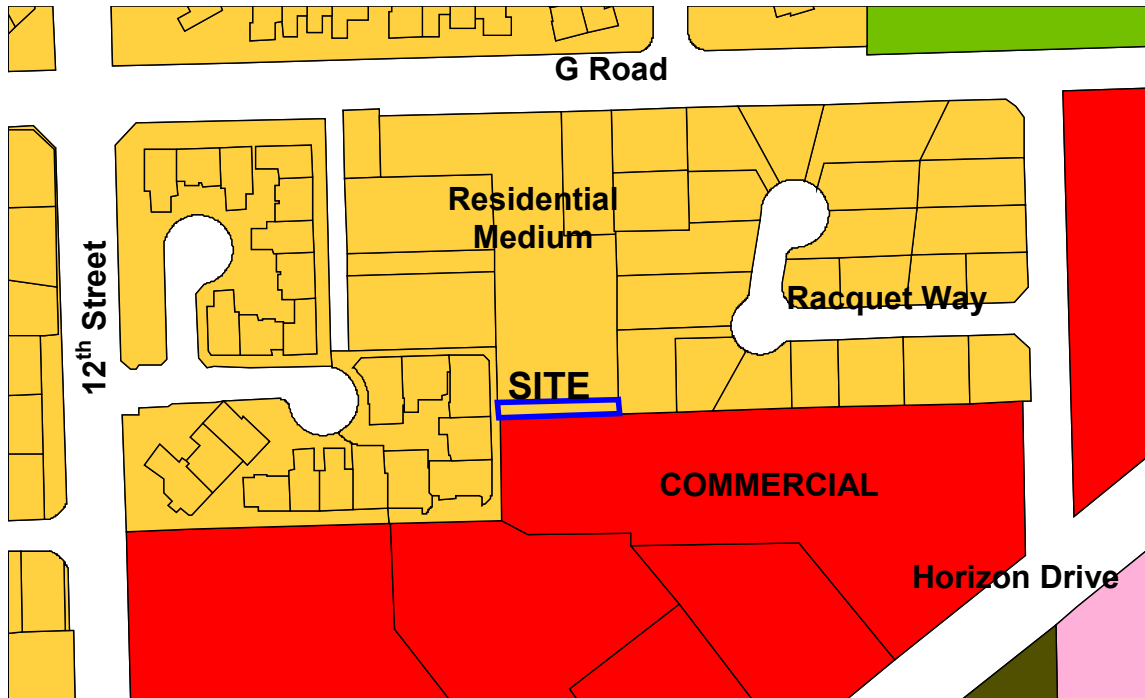 G Road
Residential
Medium
12th Street
Racquet Way
SITE
COMMERCIAL
Horizon Drive